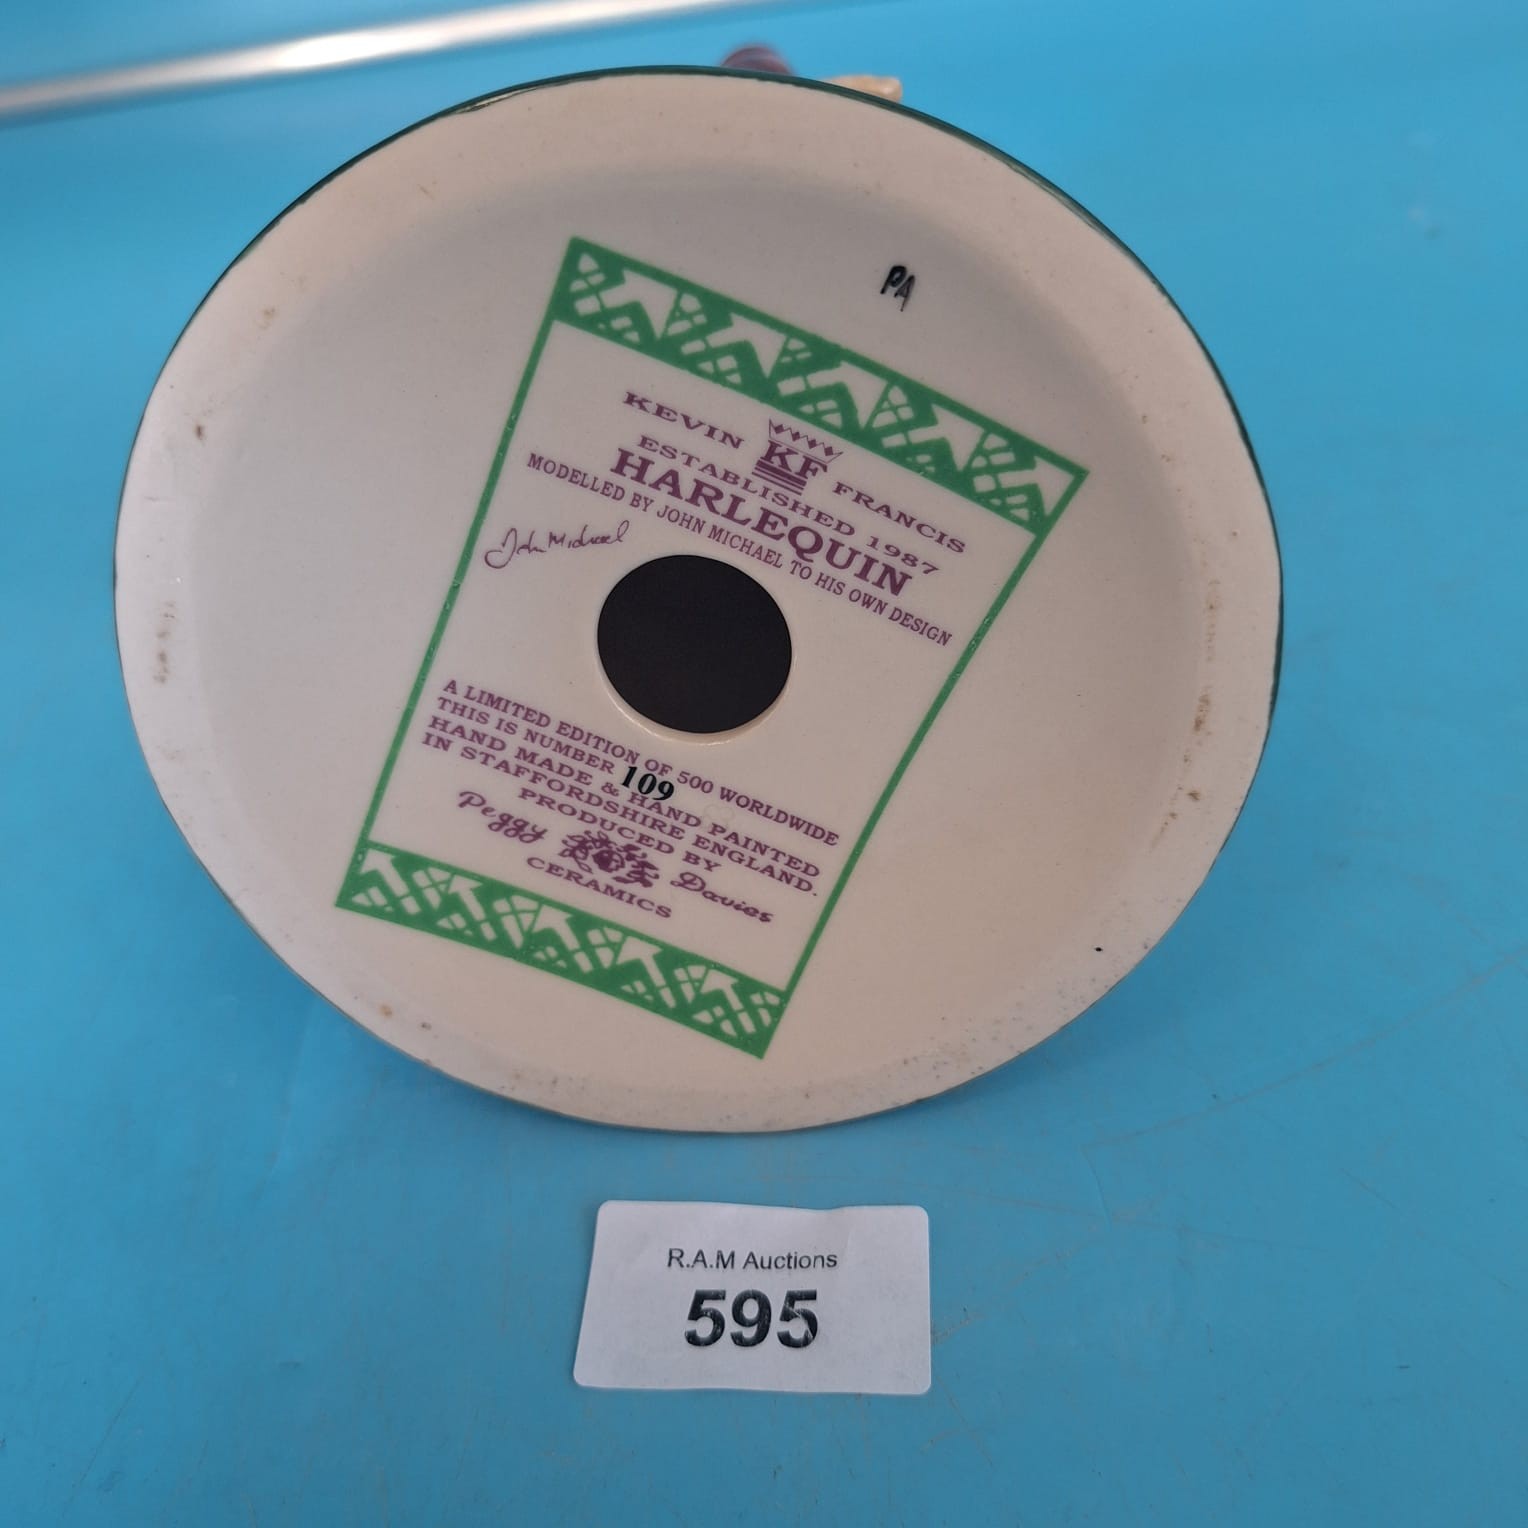 PA
KEVIN KF FRANCIS
ESTABLISHED 1987
HARLEQUIN
MODELLED BY JOHN MICHAEL TO HIS OWN DESIGN
John Michael
A LIMITED EDITION OF 500 WORLDWIDE
THIS IS NUMBER 109
HAND MADE & HAND PAINTED
IN STAFFORDSHIRE ENGLAND.
PRODUCED BY
Peggy Davies
CERAMICS
R.A.M Auctions
595